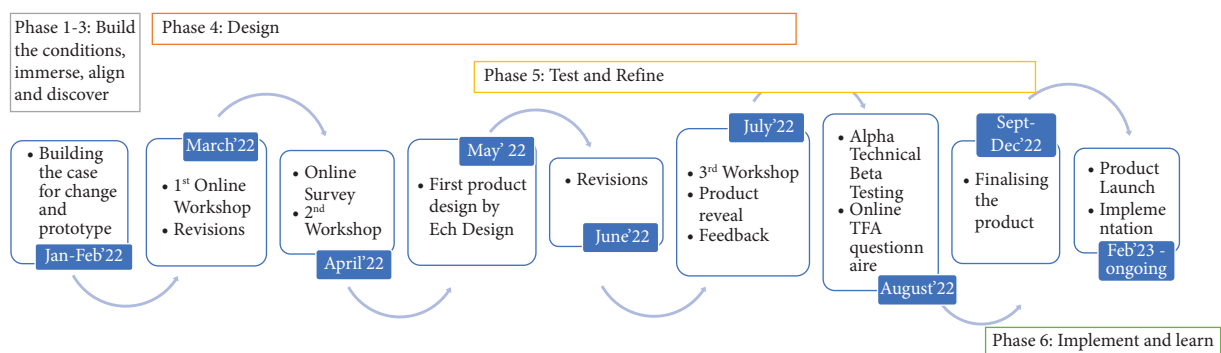 Phase 1-3: Build
the conditions,
immerse, align
and discover
Phase 4: Design
Phase 5: Test and Refine
• Building
the case
for change
and
prototype
Jan-Feb'22
March'22
• 1st Online
Workshop
• Revisions
• Online
Survey
• 2nd
Workshop
April'22
May' 22
• First product
design by
Ech Design
• Revisions
June'22
July'22
• 3rd Workshop
• Product
reveal
• Feedback
• Alpha
Technical
Beta
Testing
• Online
TFA
questionn
aire
August'22
Sept-
Dec'22
• Finalising
the
product
• Product
Launch
• Impleme
ntation
Feb'23 -
ongoing
Phase 6: Implement and learn